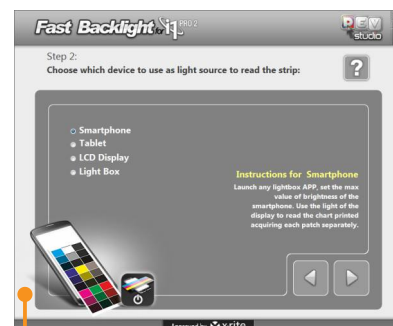 Fast Backlight for i1 PRO 2
REV studio
Step 2:
Choose which device to use as light source to read the strip:
?
Smartphone
Tablet
LCD Display
Light Box
Instructions for Smartphone
Launch any lightbox APP, set the max
value of brightness of the
smartphone. Use the light of the
display to read the chart printed
acquiring each patch separately.
x·rite